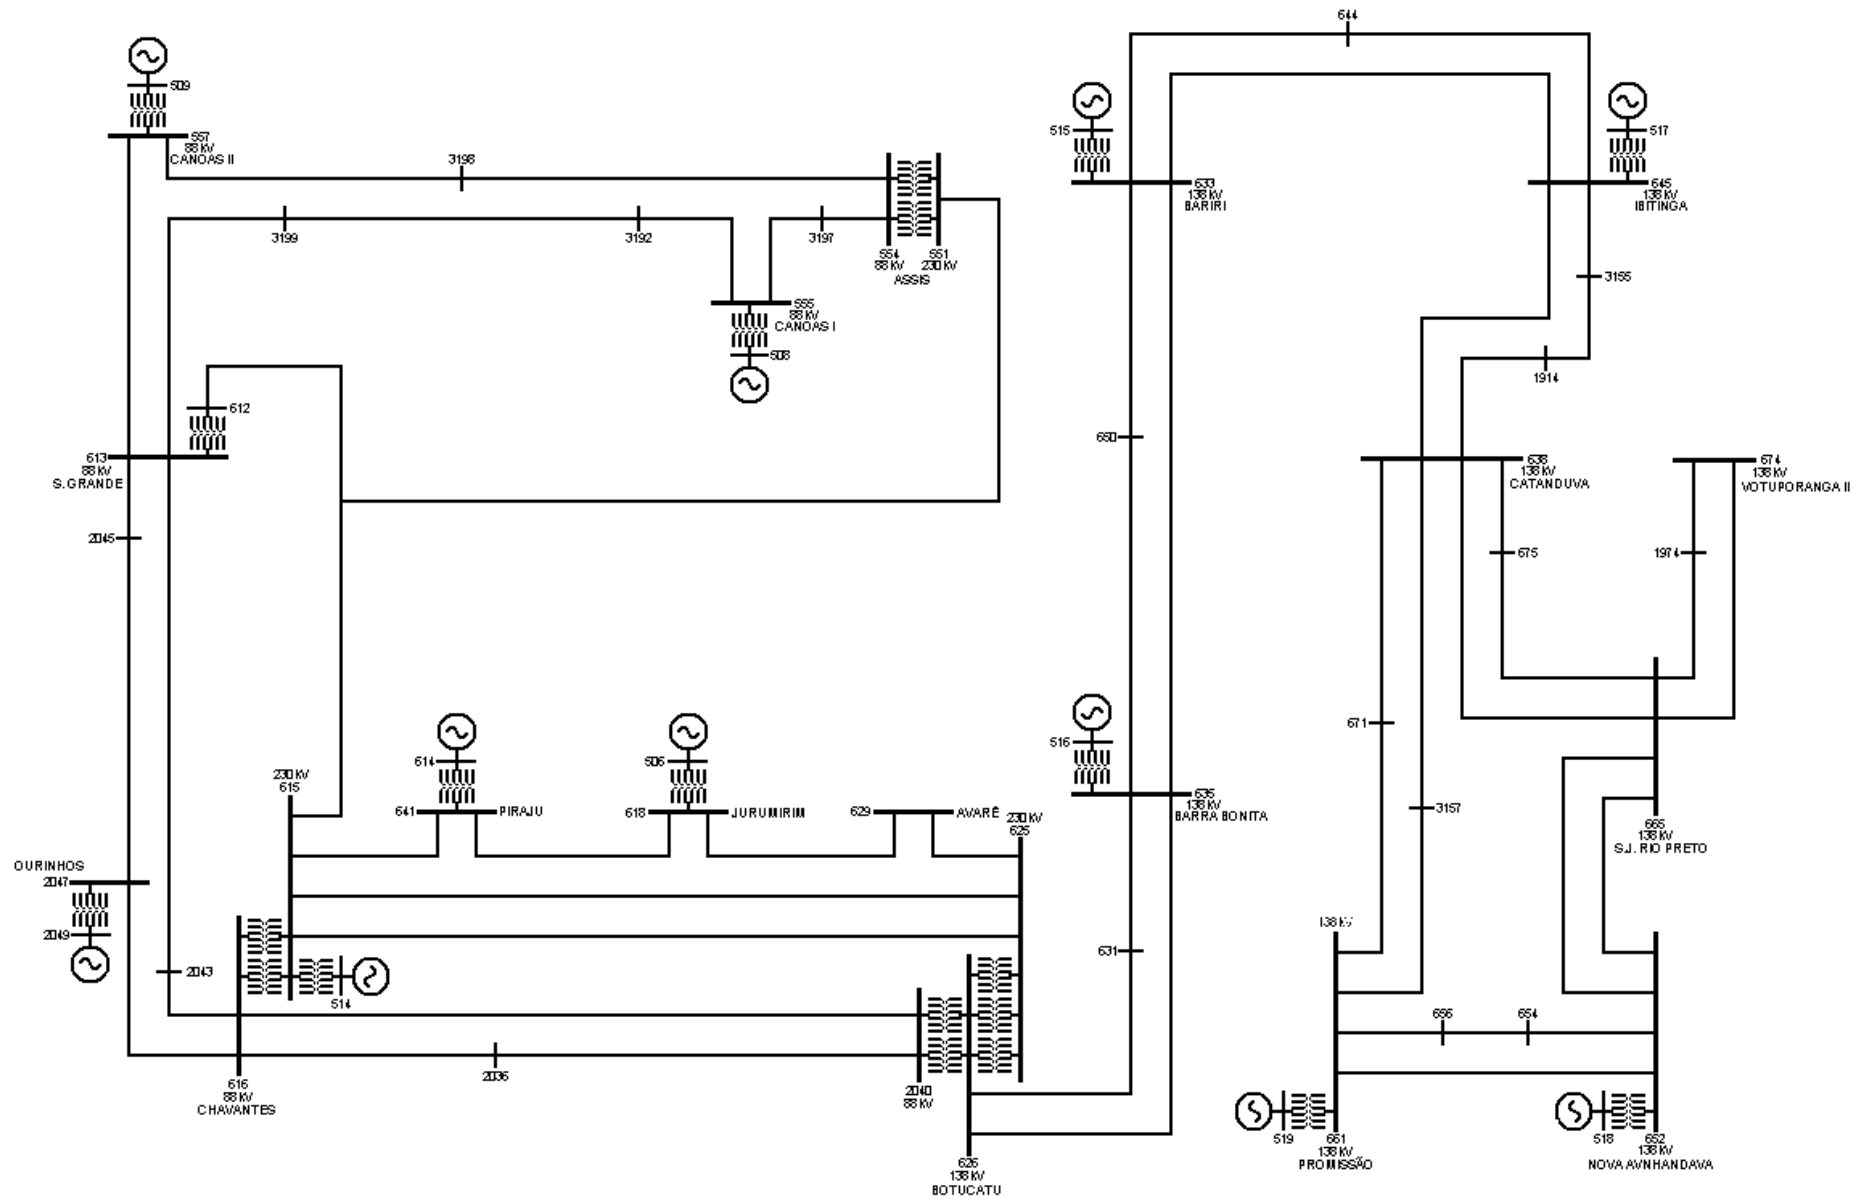 644
509
557
88 KV
CANOAS II
3198
515
517
633
138 KV
BARIRI
645
138 KV
IBITINGA
3199
3192
3197
554
88 KV
551
230 KV
ASSIS
3155
555
88 KV
CANOAS I
508
1914
612
650
613
88 KV
S. GRANDE
638
138 KV
CATANDUVA
674
138 KV
VOTUPORANGA II
2045
675
1974
671
614
506
516
230 KV
615
641
PIRAJU
618
JURUMIRIM
629
AVARÉ
230 KV
625
635
138 KV
BARRA BONITA
3157
665
138 KV
S.J. RIO PRETO
OURINHOS
2047
2049
138 KV
2043
514
631
656
654
2036
616
88 KV
CHAVANTES
2040
88 KV
519
661
138 KV
PROMISSÃO
518
652
138 KV
NOVA AVNHANDAVA
626
138 KV
BOTUCATU